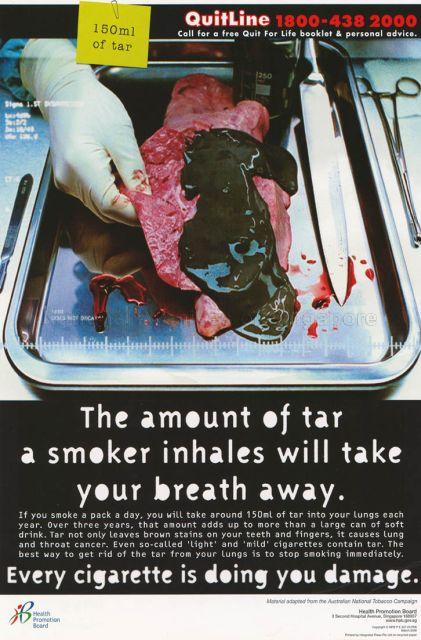 150ml
of tar
QuitLine 1800-438 2000
Call for a free Quit For Life booklet & personal advice.
250
The amount of tar
a smoker inhales will take
your breath away.
If you smoke a pack a day, you will take around 150ml of tar into your lungs each
year. Over three years, that amount adds up to more than a large can of soft
drink. Tar not only leaves brown stains on your teeth and fingers, it causes lung
and throat cancer. Even so-called 'light' and 'mild' cigarettes contain tar. The
best way to get rid of the tar from your lungs is to stop smoking immediately.
Every cigarette is doing you damage.
Material adapted from the Australian National Tobacco Campaign
Health
Promotion
Board
Health Promotion Board
3 Second Hospital Avenue, Singapore 168937
www.hpb.gov.sg